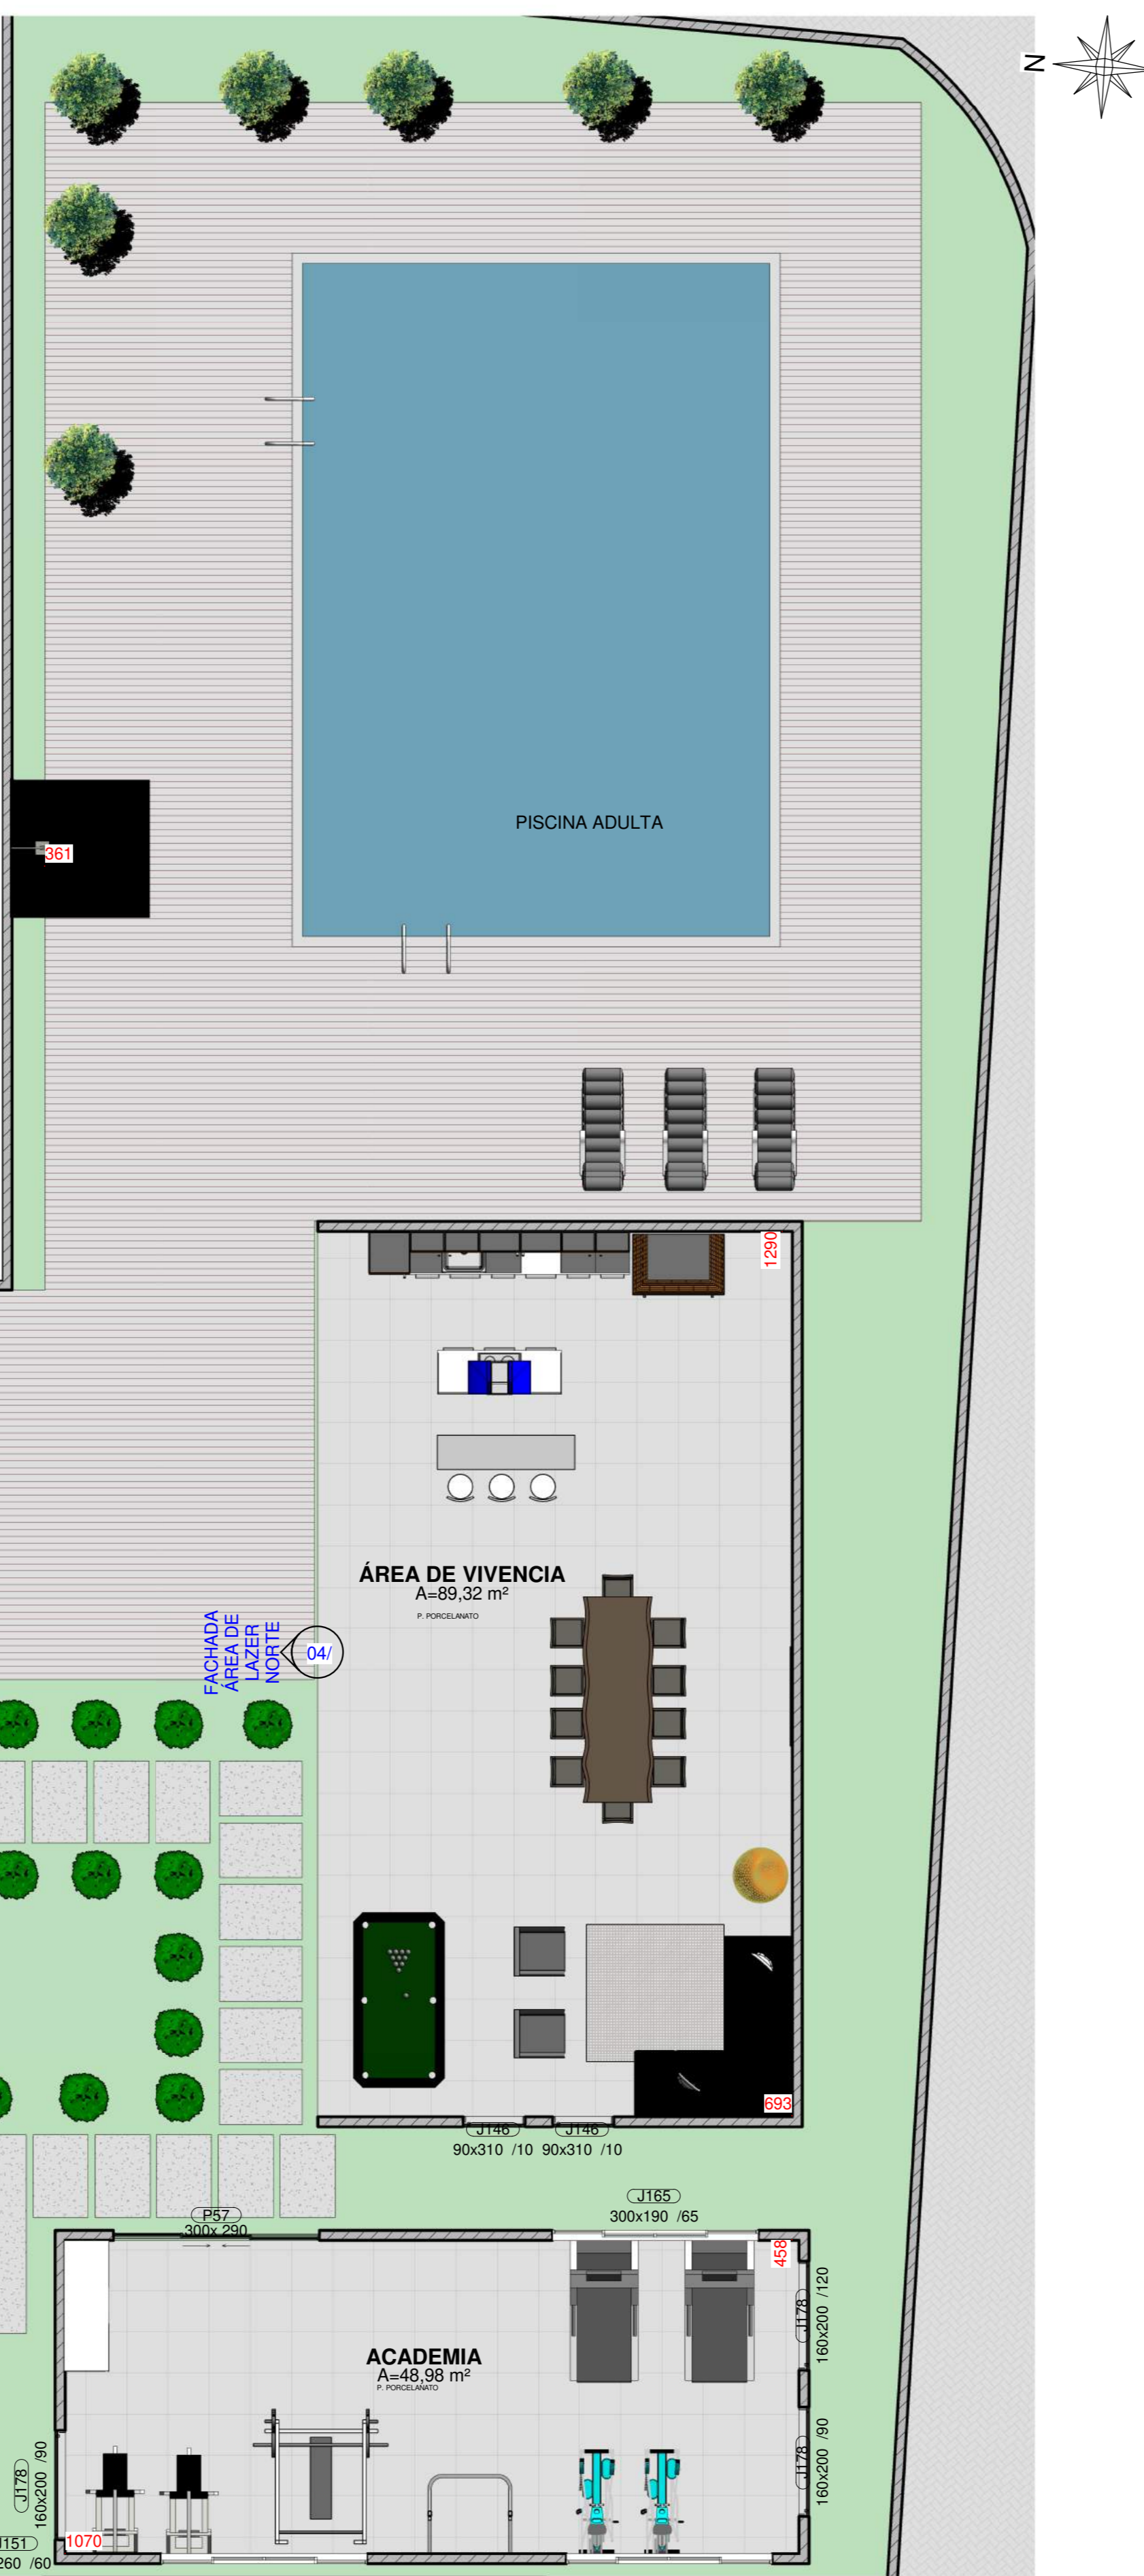 N
PISCINA ADULTA
361
1290
ÁREA DE VIVENCIA
A=89,32 m²
P. PORCELANATO
FACHADA
ÁREA DE
LAZER
NORTE
04/
693
J146
J146
90x310 /10
90x310 /10
J165
300x190 /65
P57
300x 290
458
J178
160x200 /120
ACADEMIA
A=48,98 m²
P. PORCELANATO
J178
160x200 /90
J178
160x200 /90
1070
J151
260 /60